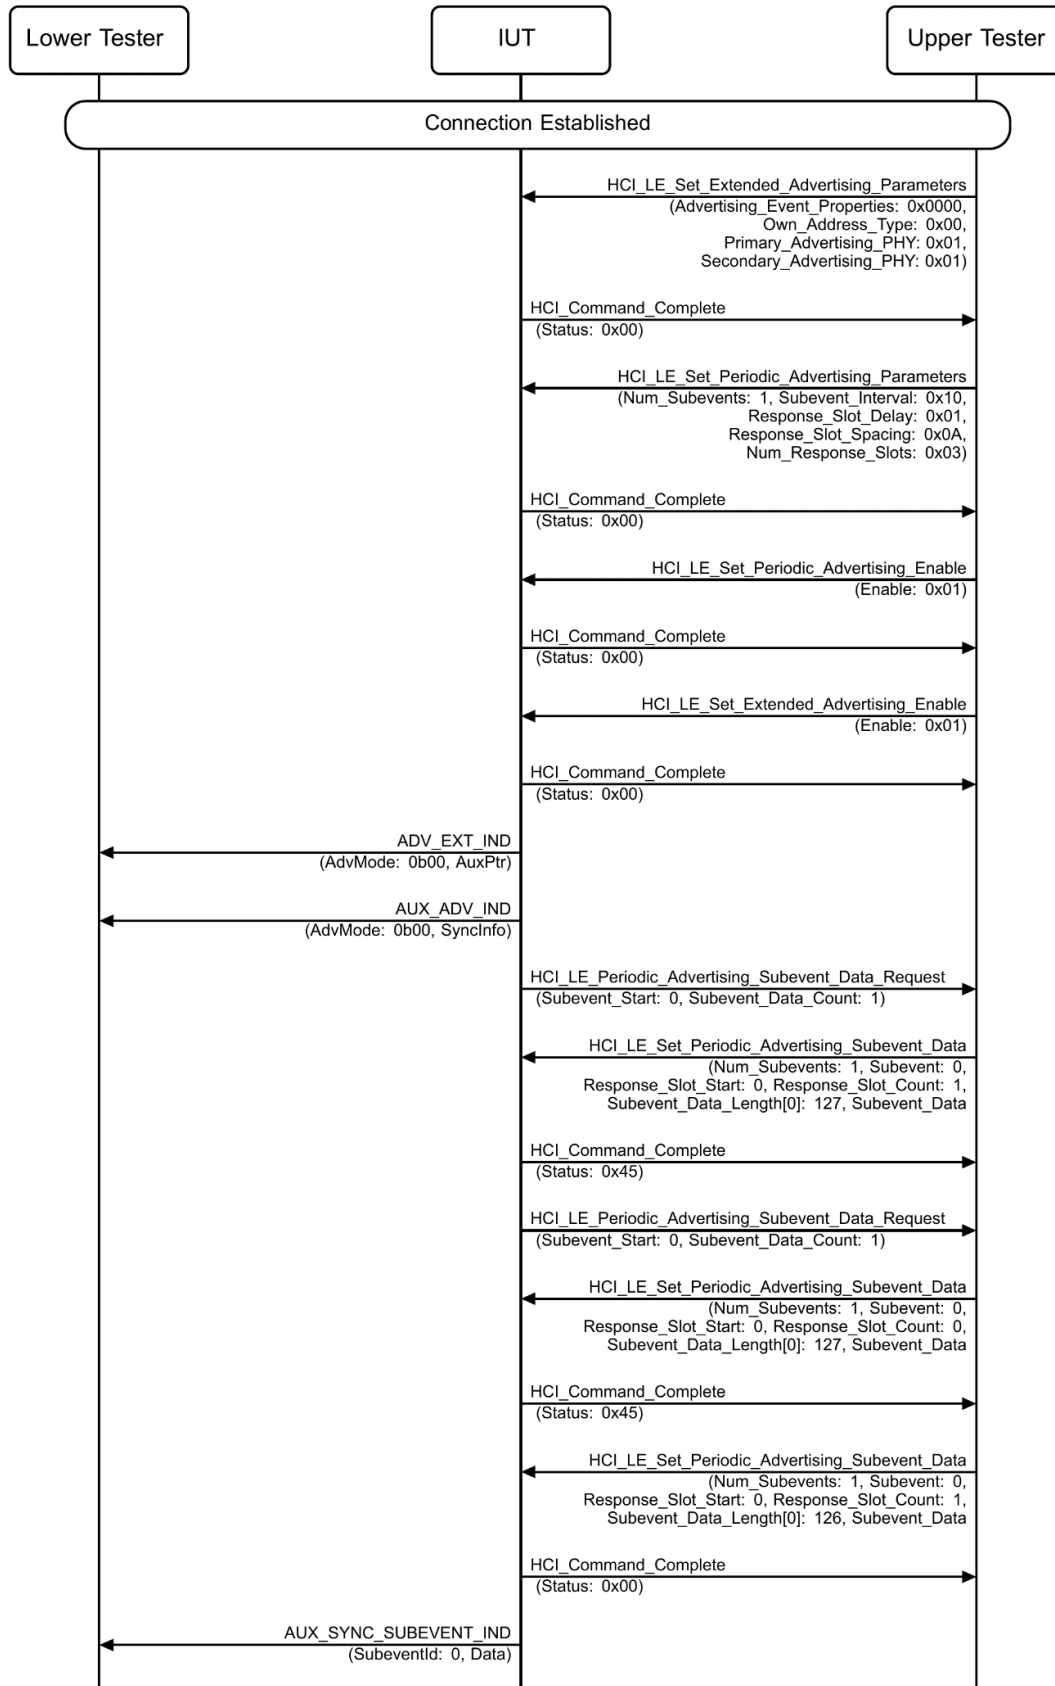 Lower Tester
IUT
Upper Tester
Connection Established
HCI_LE_Set_Extended_Advertising_Parameters
(Advertising_Event_Properties: 0x0000,
Own_Address_Type: 0x00,
Primary_Advertising_PHY: 0x01,
Secondary_Advertising_PHY: 0x01)
HCI_Command_Complete
(Status: 0x00)
HCI_LE_Set_Periodic_Advertising_Parameters
(Num_Subevents: 1, Subevent_Interval: 0x10,
Response_Slot_Delay: 0x01,
Response_Slot_Spacing: 0x0A,
Num_Response_Slots: 0x03)
HCI_Command_Complete
(Status: 0x00)
HCI_LE_Set_Periodic_Advertising_Enable
(Enable: 0x01)
HCI_Command_Complete
(Status: 0x00)
HCI_LE_Set_Extended_Advertising_Enable
(Enable: 0x01)
HCI_Command_Complete
(Status: 0x00)
ADV_EXT_IND
(AdvMode: 0b00, AuxPtr)
AUX_ADV_IND
(AdvMode: 0b00, SyncInfo)
HCI_LE_Periodic_Advertising_Subevent_Data_Request
(Subevent_Start: 0, Subevent_Data_Count: 1)
HCI_LE_Set_Periodic_Advertising_Subevent_Data
(Num_Subevents: 1, Subevent: 0,
Response_Slot_Start: 0, Response_Slot_Count: 1,
Subevent_Data_Length[0]: 127, Subevent_Data
HCI_Command_Complete
(Status: 0x45)
HCI_LE_Periodic_Advertising_Subevent_Data_Request
(Subevent_Start: 0, Subevent_Data_Count: 1)
HCI_LE_Set_Periodic_Advertising_Subevent_Data
(Num_Subevents: 1, Subevent: 0,
Response_Slot_Start: 0, Response_Slot_Count: 0,
Subevent_Data_Length[0]: 127, Subevent_Data
HCI_Command_Complete
(Status: 0x45)
HCI_LE_Set_Periodic_Advertising_Subevent_Data
(Num_Subevents: 1, Subevent: 0,
Response_Slot_Start: 0, Response_Slot_Count: 1,
Subevent_Data_Length[0]: 126, Subevent_Data
HCI_Command_Complete
(Status: 0x00)
AUX_SYNC_SUBEVENT_IND
(SubeventId: 0, Data)